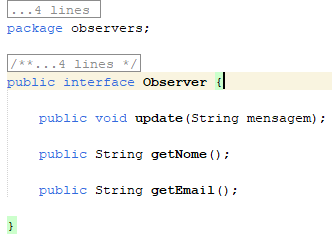 ...4 lines
package observers;
/**...4 lines */
public interface Observer {
public void update(String mensagem);
public String getNome();
public String getEmail();
}